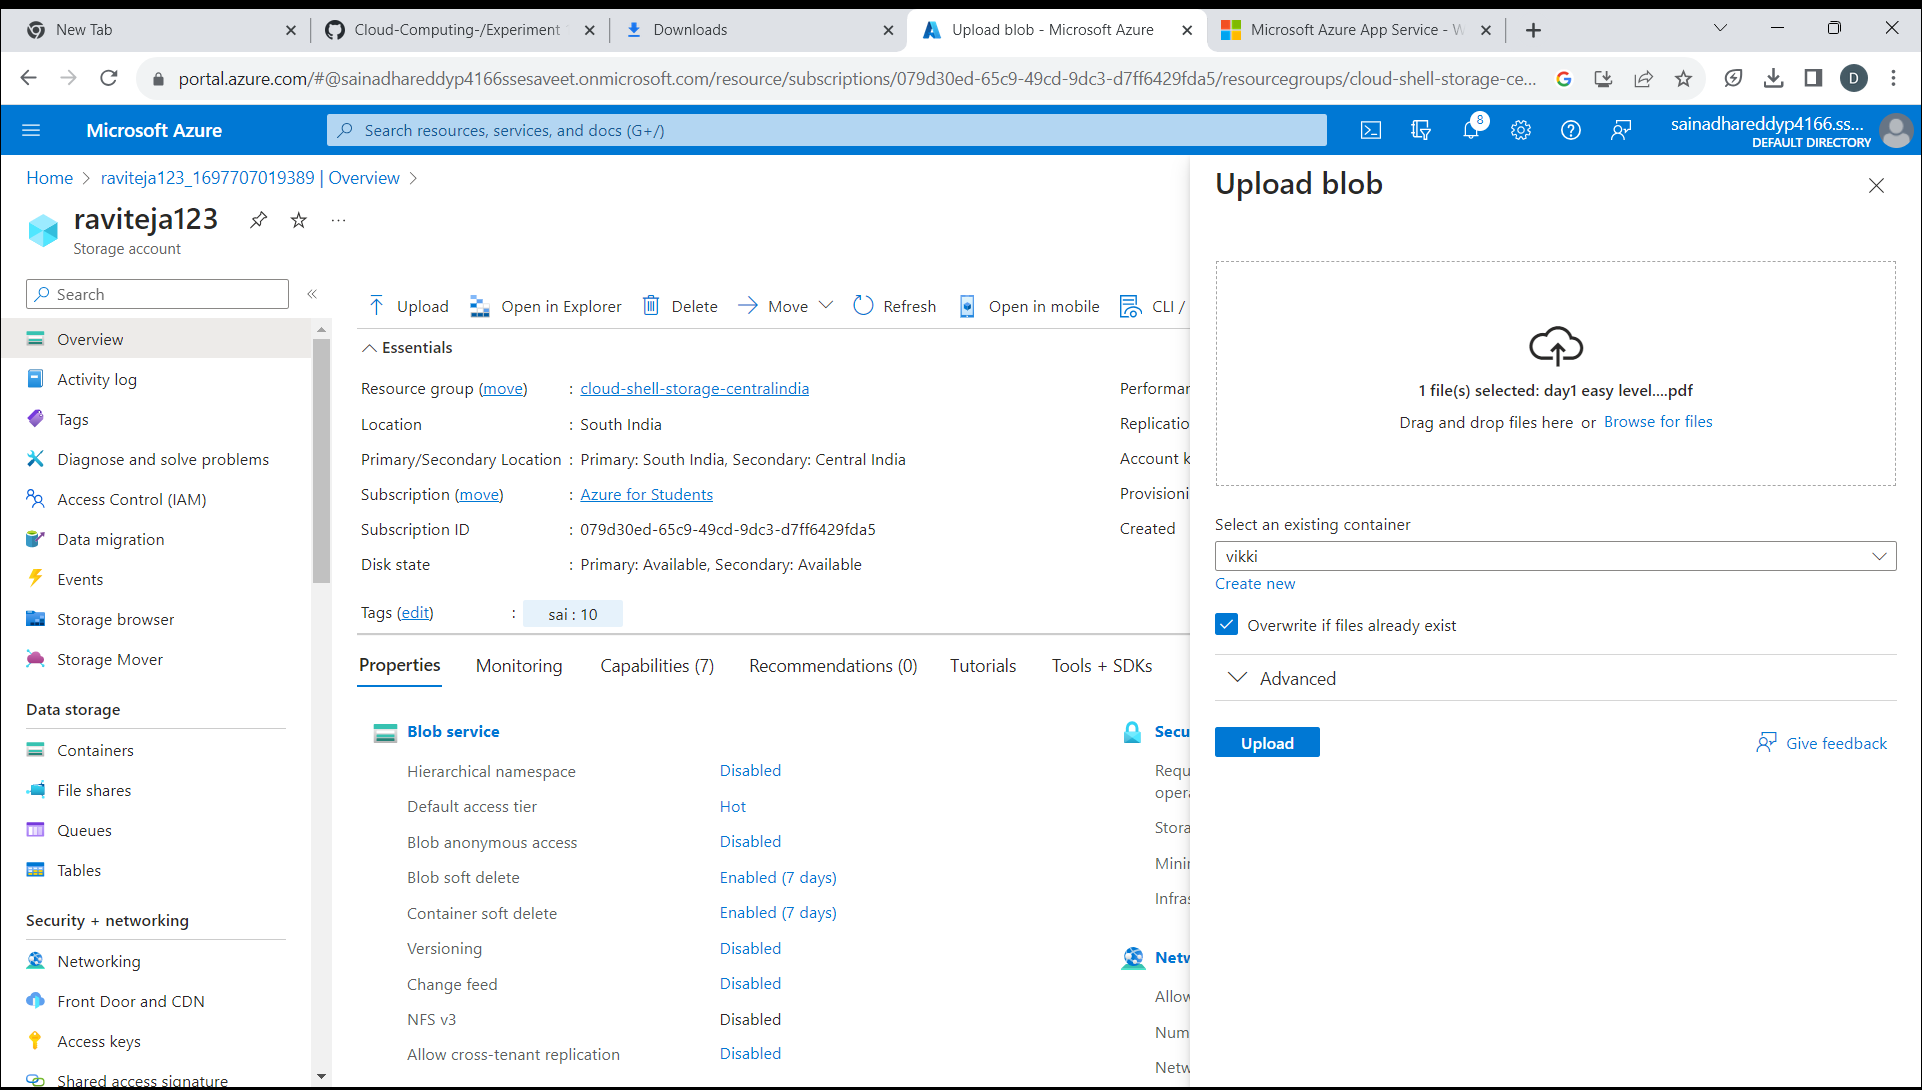 New Tab
Cloud-Computing-/Experiment
Downloads
Upload blob - Microsoft Azure
Microsoft Azure App Service - W
portal.azure.com/#@sainadhareddyp4166ssesaveet.onmicrosoft.com/resource/subscriptions/079d30ed-65c9-49cd-9dc3-d7ff6429fda5/resourcegroups/cloud-shell-storage-ce...
D
Microsoft Azure
Search resources, services, and docs (G+/)
8
sainadhareddyp4166.ss...
DEFAULT DIRECTORY
Home > raviteja123_1697707019389 | Overview >
raviteja123
Storage account
Search
Overview
Activity log
Tags
Diagnose and solve problems
Access Control (IAM)
Data migration
Events
Storage browser
Storage Mover
Data storage
Containers
File shares
Queues
Tables
Security + networking
Networking
Front Door and CDN
Access keys
Shared access signature
Upload
Open in Explorer
Delete
Move
Refresh
Open in mobile
CLI /
Essentials
Resource group (move) : cloud-shell-storage-centralindia
Location : South India
Primary/Secondary Location : Primary: South India, Secondary: Central India
Subscription (move) : Azure for Students
Subscription ID : 079d30ed-65c9-49cd-9dc3-d7ff6429fda5
Disk state : Primary: Available, Secondary: Available
Tags (edit) : sai : 10
Performar
Replicatio
Account k
Provisioni
Created
Properties
Monitoring
Capabilities (7)
Recommendations (0)
Tutorials
Tools + SDKs
Blob service
Hierarchical namespace Disabled
Default access tier Hot
Blob anonymous access Disabled
Blob soft delete Enabled (7 days)
Container soft delete Enabled (7 days)
Versioning Disabled
Change feed Disabled
NFS v3 Disabled
Allow cross-tenant replication Disabled
Secu
Requ
opera
Stora
Minir
Infras
Netw
Allow
Num
Netw
Upload blob
1 file(s) selected: day1 easy level....pdf
Drag and drop files here or Browse for files
Select an existing container
vikki
Create new
Overwrite if files already exist
Advanced
Upload
Give feedback